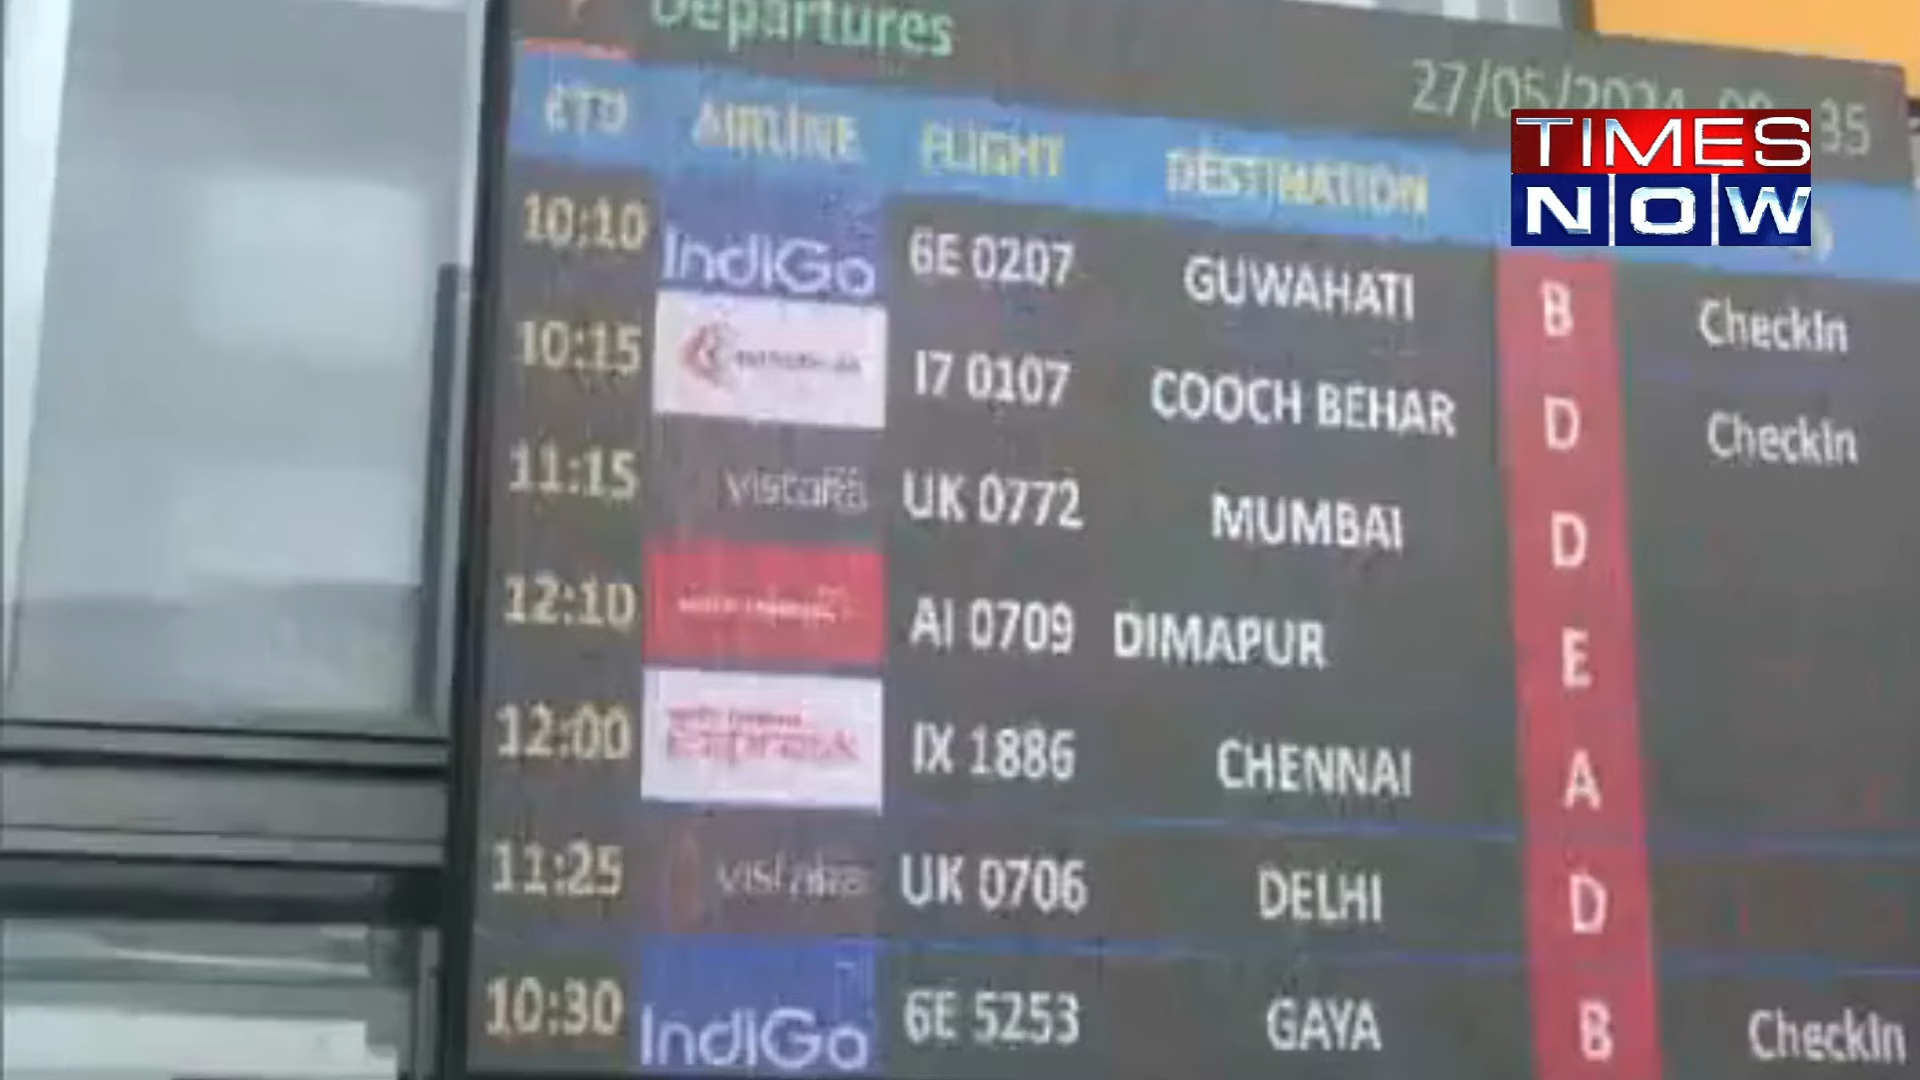 Departures
27/05/2024 35
TIMES
NOW
ETD AIRLINE FLIGHT DESTINATION
10:10 IndiGo 6E 0207 GUWAHATI B CheckIn
10:15 I7 0107 COOCH BEHAR D CheckIn
11:15 vistara UK 0772 MUMBAI D
12:10 AI 0709 DIMAPUR E
12:00 express IX 1886 CHENNAI A
11:25 vistara UK 0706 DELHI D
10:30 IndiGo 6E 5253 GAYA B CheckIn